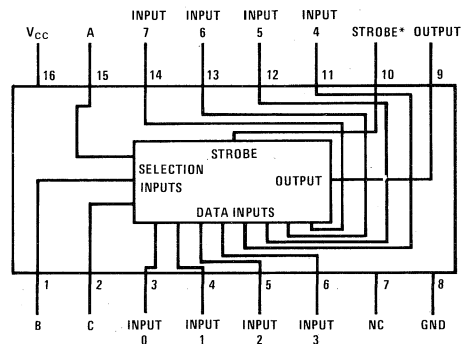 INPUT INPUT INPUT INPUT
VCC A 7 6 5 4 STROBE* OUTPUT
16 15 14 13 12 11 10 9
STROBE
SELECTION
INPUTS
OUTPUT
DATA INPUTS
1 2 3 4 5 6 7 8
B C INPUT INPUT INPUT INPUT NC GND
0 1 2 3